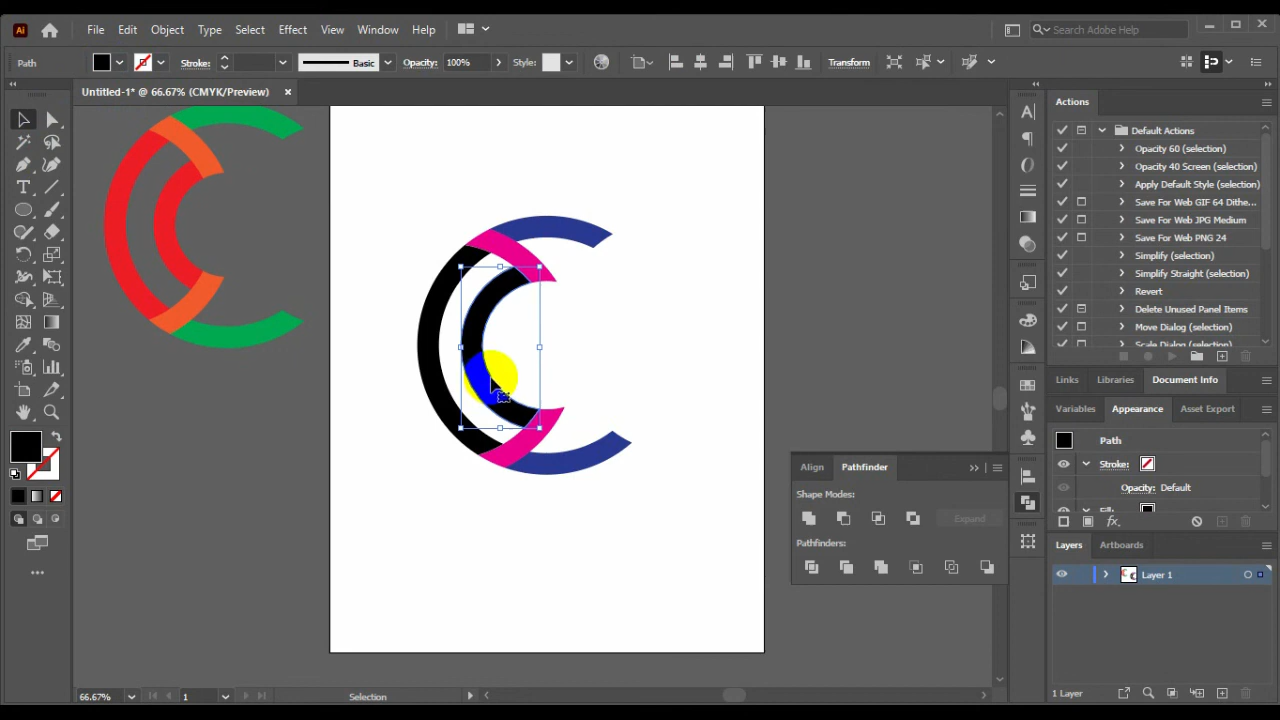 Ai File Edit Object Type Select Effect View Window Help Search Adobe Help
Path Stroke: Basic Opacity: 100% Style: Transform
Untitled-1* @ 66.67% (CMYK/Preview)
Actions
Default Actions
Opacity 60 (selection)
Opacity 40 Screen (selection)
Apply Default Style (selection)
Save For Web GIF 64 Dithe...
Save For Web JPG Medium
Save For Web PNG 24
Simplify (selection)
Simplify Straight (selection)
Revert
Delete Unused Panel Items
Move Dialog (selection)
Scale Dialog (selection)
Links Libraries Document Info
Variables Appearance Asset Export
Path
Stroke:
Opacity: Default
Fill:
Align Pathfinder
Shape Modes:
Expand
Pathfinders:
Layers Artboards
Layer 1
66.67% 1 Selection
1 Layer